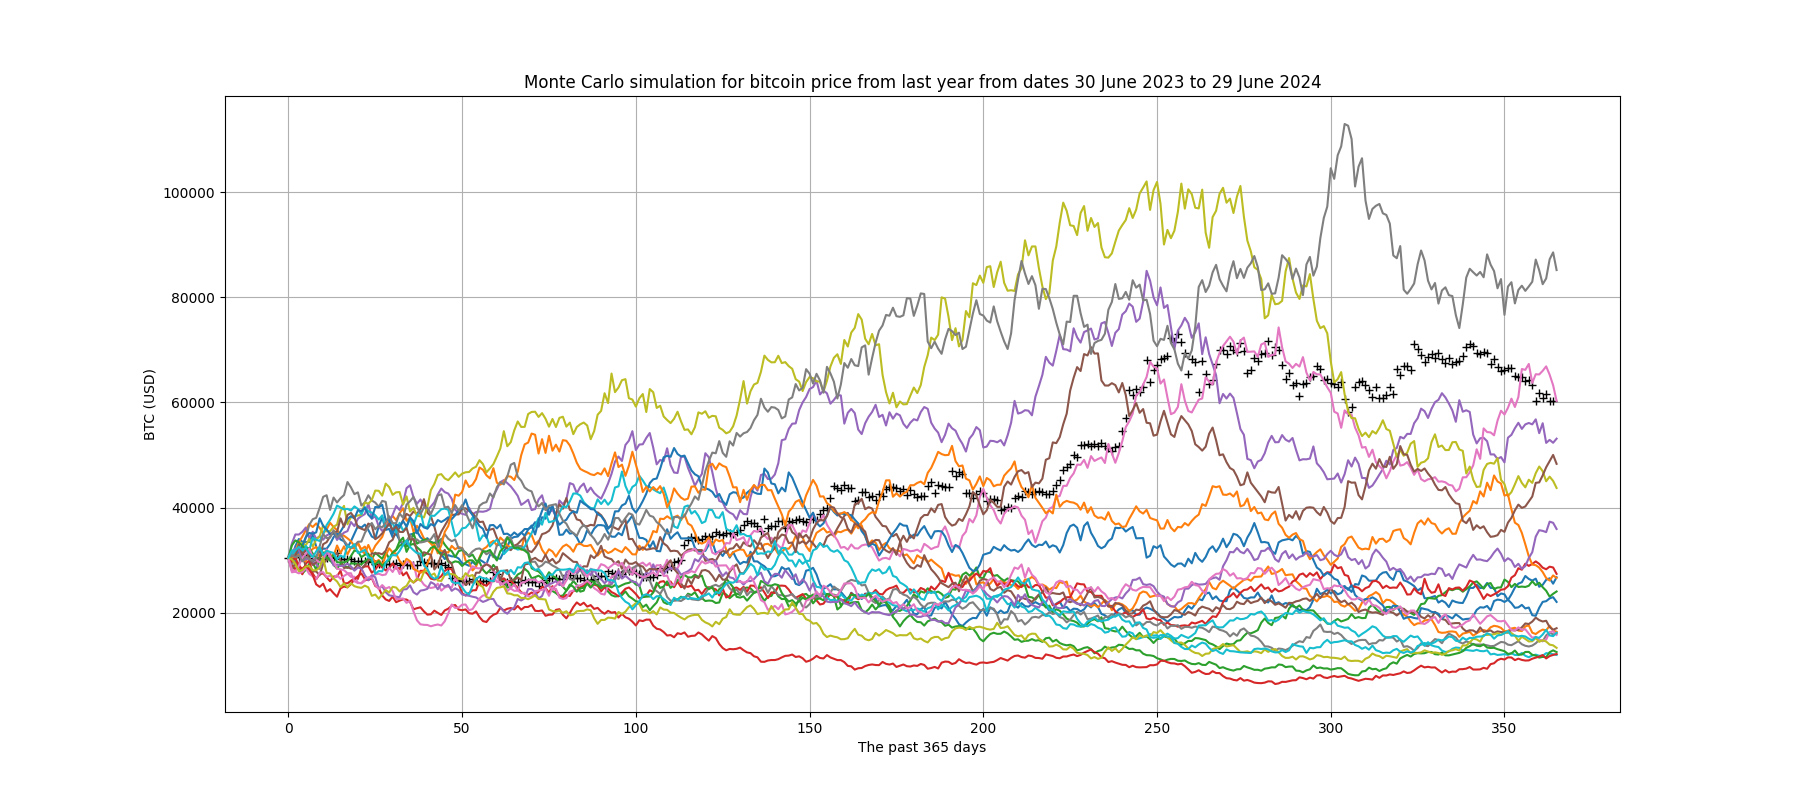 Monte Carlo simulation for bitcoin price from last year from dates 30 June 2023 to 29 June 2024
100000
80000
60000
40000
20000
BTC (USD)
0 50 100 150 200 250 300 350
The past 365 days